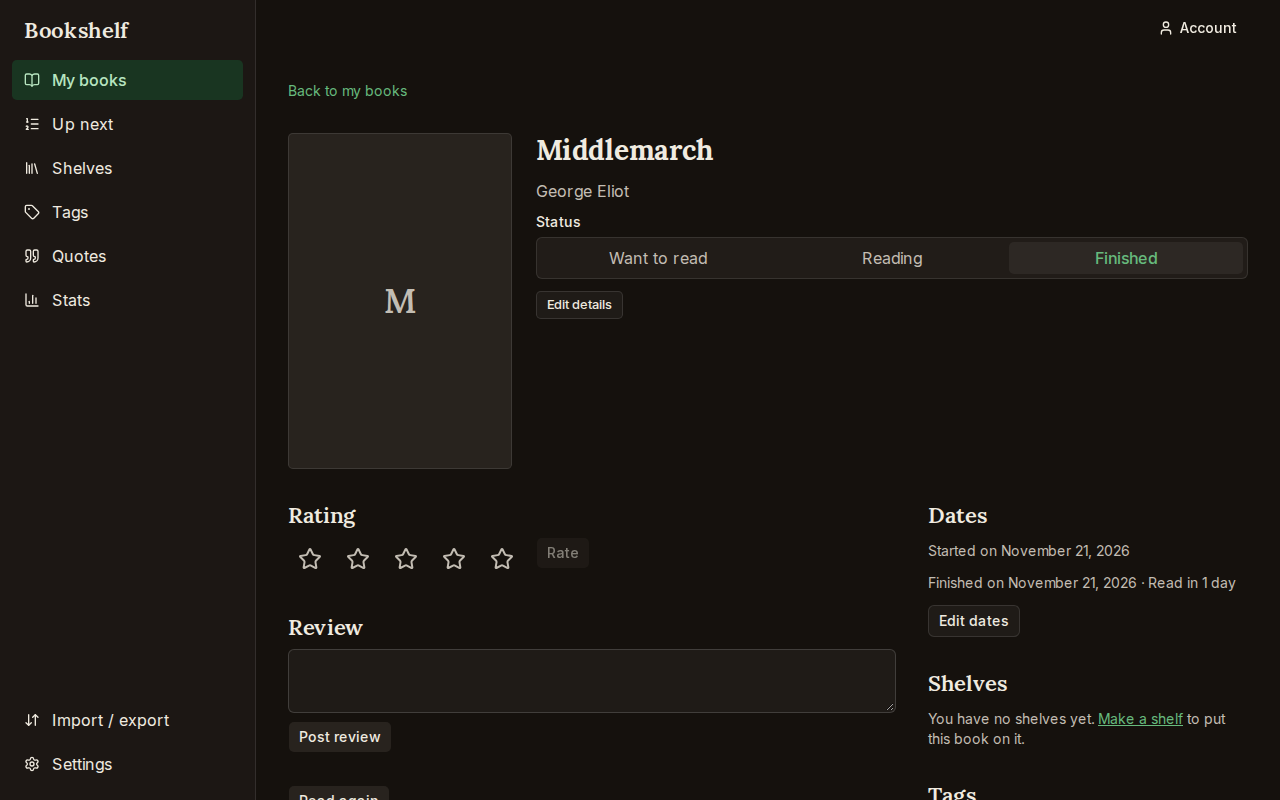 Bookshelf
My books
Up next
Shelves
Tags
Quotes
Stats
Import / export
Settings
Account
Back to my books
M
Middlemarch
George Eliot
Status
Want to read
Reading
Finished
Edit details
Rating
Rate
Review
Post review
Read again
Dates
Started on November 21, 2026
Finished on November 21, 2026 · Read in 1 day
Edit dates
Shelves
You have no shelves yet. Make a shelf to put
this book on it.
Tags